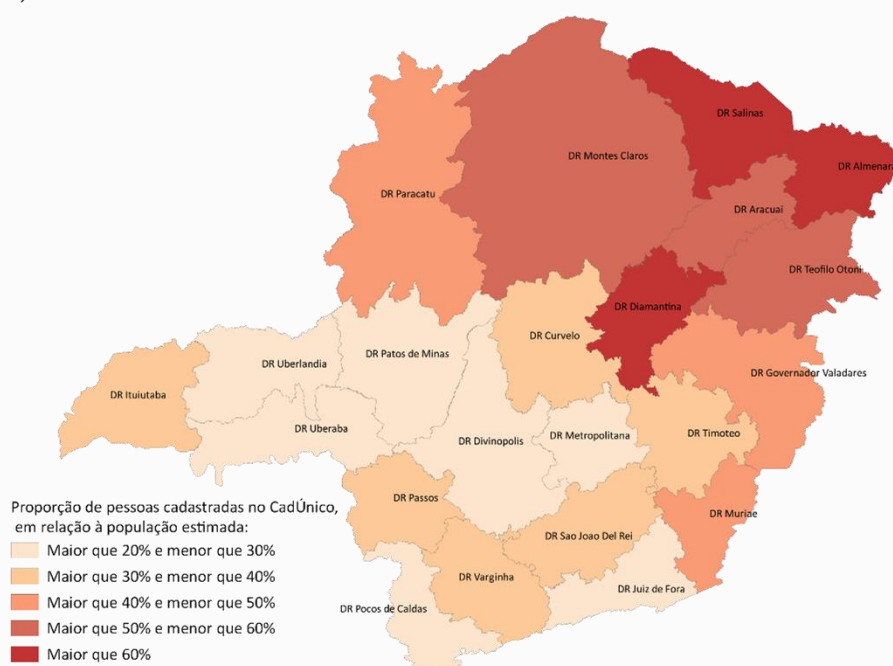 DR Salinas
DR Montes Claros
DR Almenara
DR Paracatu
DR Aracuai
DR Teofilo Otoni
DR Diamantina
DR Curvelo
DR Patos de Minas
DR Uberlandia
DR Governador Valadares
DR Ituiutaba
DR Uberaba
DR Divinopolis
DR Metropolitana
DR Timoteo
DR Passos
DR Muriae
DR Sao Joao Del Rei
DR Varginha
DR Juiz de Fora
DR Pocos de Caldas
Proporção de pessoas cadastradas no CadÚnico,
em relação à população estimada:
Maior que 20% e menor que 30%
Maior que 30% e menor que 40%
Maior que 40% e menor que 50%
Maior que 50% e menor que 60%
Maior que 60%